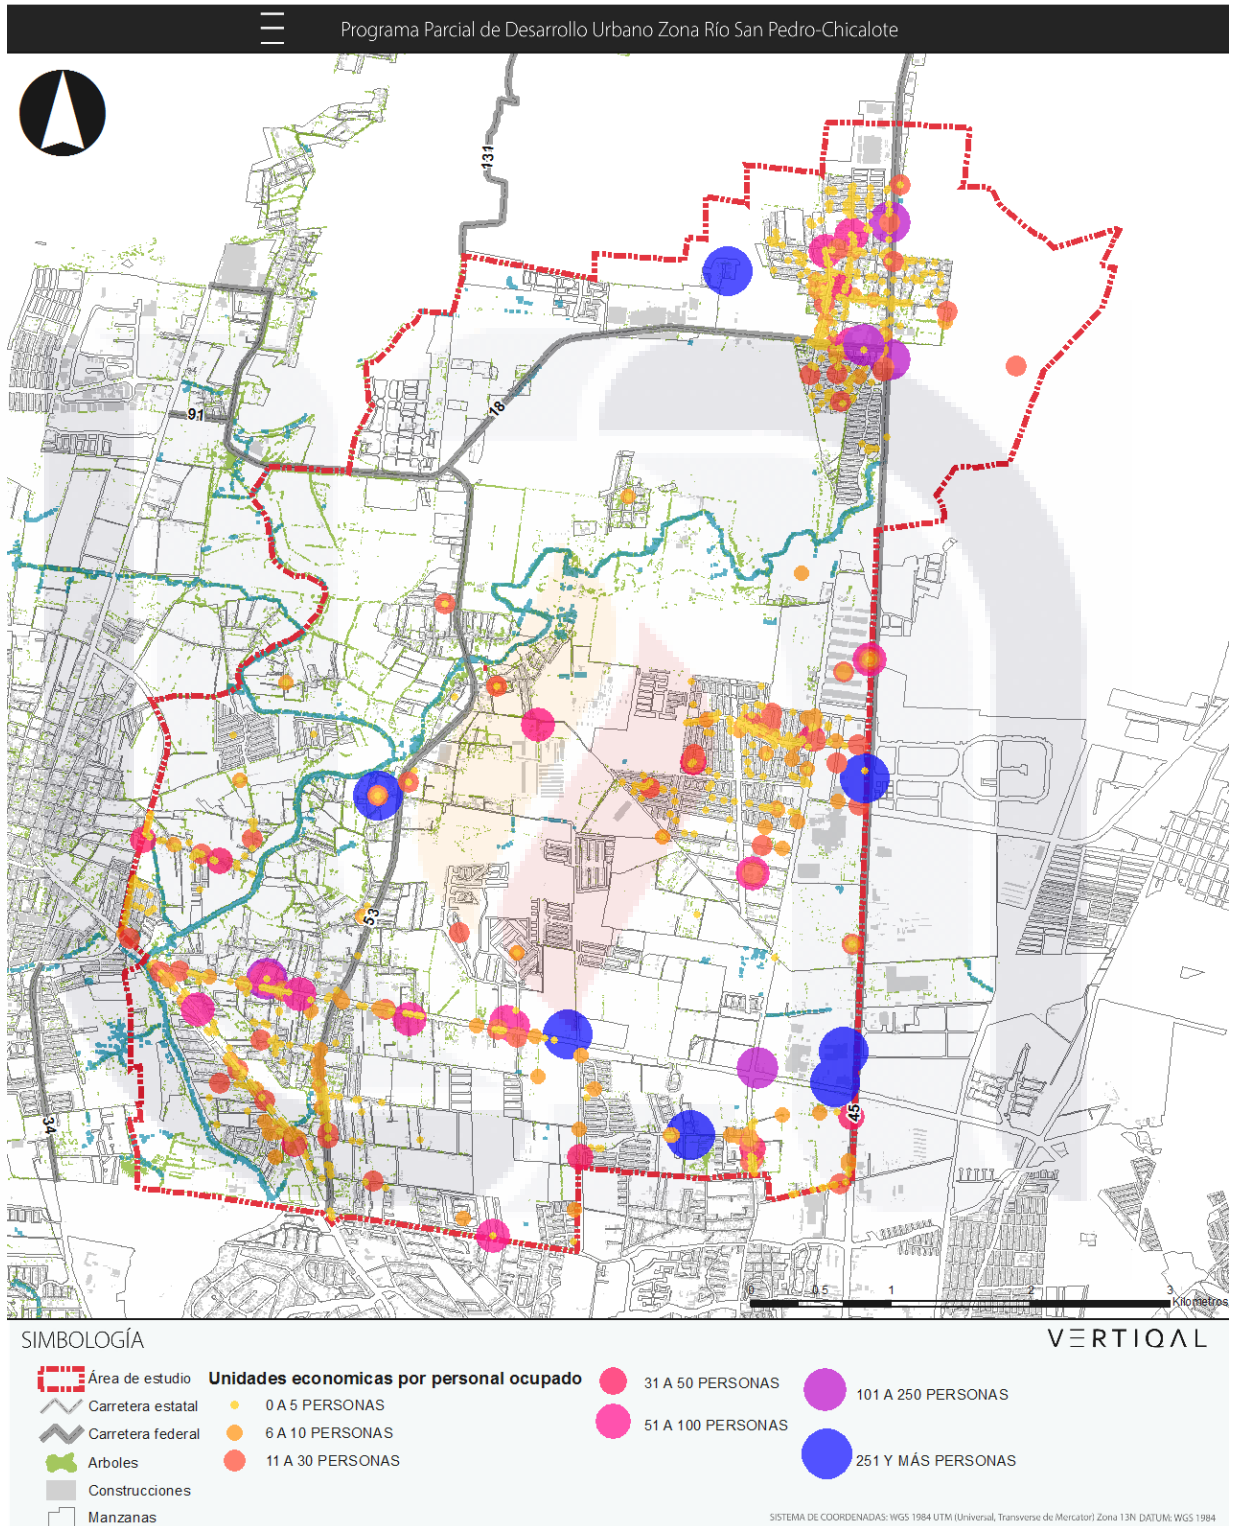 Programa Parcial de Desarrollo Urbano Zona Río San Pedro-Chicalote
131
91
18
53
34
45
0 0.5 1 2 3
Kilometros
SIMBOLOGÍA
VERTIQAL
Área de estudio
Carretera estatal
Carretera federal
Arboles
Construcciones
Manzanas
Unidades economicas por personal ocupado
0 A 5 PERSONAS
6 A 10 PERSONAS
11 A 30 PERSONAS
31 A 50 PERSONAS
51 A 100 PERSONAS
101 A 250 PERSONAS
251 Y MÁS PERSONAS
SISTEMA DE COORDENADAS: WGS 1984 UTM (Universal, Transverse de Mercator) Zona 13N DATUM: WGS 1984